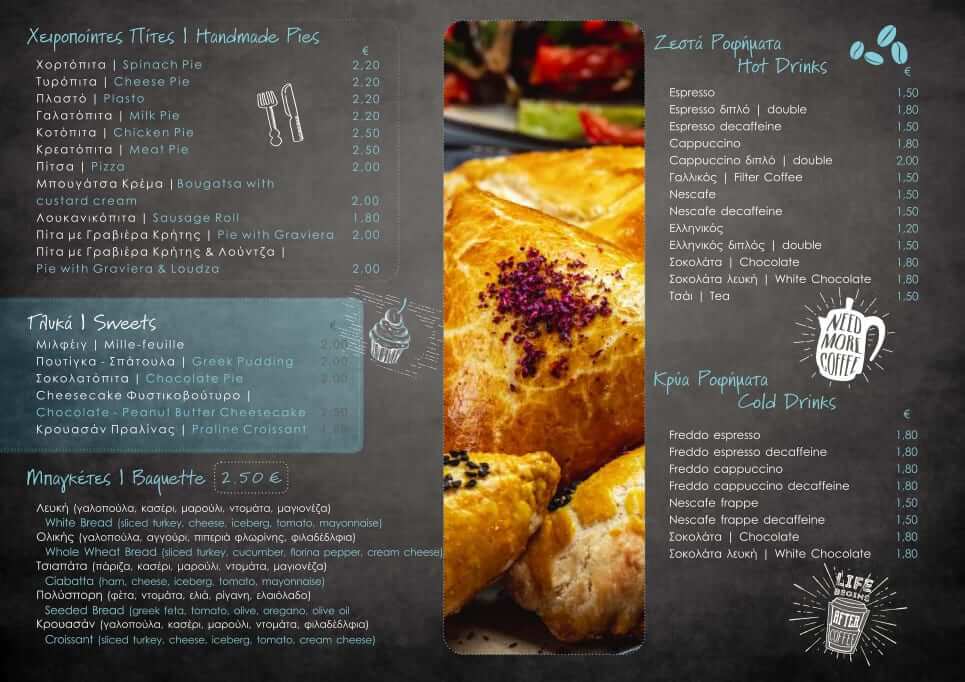 Χειροποίητες Πίτες | Handmade Pies
€
Χορτόπιτα | Spinach Pie 2,20
Τυρόπιτα | Cheese Pie 2,20
Πλαστό | Plasto 2,20
Γαλατόπιτα | Milk Pie 2,20
Κοτόπιτα | Chicken Pie 2,50
Κρεατόπιτα | Meat Pie 2,50
Πίτσα | Pizza 2,00
Μπουγάτσα Κρέμα | Bougatsa with
custard cream 2,00
Λουκανικόπιτα | Sausage Roll 1,80
Πίτα με Γραβιέρα Κρήτης | Pie with Graviera 2,00
Πίτα με Γραβιέρα Κρήτης & Λούντζα |
Pie with Graviera & Loudza 2,00
Γλυκά | Sweets
€
Μιλφέιγ | Mille-feuille 2,00
Πουτίγκα - Σπάτουλα | Greek Pudding 2,00
Σοκολατόπιτα | Chocolate Pie 2,00
Cheesecake Φυστικοβούτυρο |
Chocolate - Peanut Butter Cheesecake 2,50
Κρουασάν Πραλίνας | Praline Croissant
Μπαγκέτες | Baguette 2.50 €
Λευκή (γαλοπούλα, κασέρι, μαρούλι, ντομάτα, μαγιονέζα)
White Bread (sliced turkey, cheese, iceberg, tomato, mayonnaise)
Ολικής (γαλοπούλα, αγγούρι, πιπεριά φλωρίνης, φιλαδέδλφια)
Whole Wheat Bread (sliced turkey, cucumber, florina pepper, cream cheese)
Τσιαπάτα (πάριζα, κασέρι, μαρούλι, ντομάτα, μαγιονέζα)
Ciabatta (ham, cheese, iceberg, tomato, mayonnaise)
Πολύσπορη (φέτα, ντομάτα, ελιά, ρίγανη, ελαιόλαδο)
Seeded Bread (greek feta, tomato, olive, oregano, olive oil
Κρουασάν (γαλοπούλα, κασέρι, μαρούλι, ντομάτα, φιλαδέδλφια)
Croissant (sliced turkey, cheese, iceberg, tomato, cream cheese)
Ζεστά Ροφήματα
Hot Drinks
€
Espresso 1,50
Espresso διπλό | double 1,80
Espresso decaffeine 1,50
Cappuccino 1,80
Cappuccino διπλό | double 2,00
Γαλλικός | Filter Coffee 1,50
Nescafe 1,50
Nescafe decaffeine 1,50
Ελληνικός 1,20
Ελληνικός διπλός | double 1,50
Σοκολάτα | Chocolate 1,80
Σοκολάτα λευκή | White Chocolate 1,80
Τσάι | Tea 1,50
NEED
MORE
COFFEE
Κρύα Ροφήματα
Cold Drinks
€
Freddo espresso 1,80
Freddo espresso decaffeine 1,80
Freddo cappuccino 1,80
Freddo cappuccino decaffeine 1,80
Nescafe frappe 1,50
Nescafe frappe decaffeine 1,50
Σοκολάτα | Chocolate 1,80
Σοκολάτα λευκή | White Chocolate 1,80
LIFE
BEGINS
AFTER
COFFEE